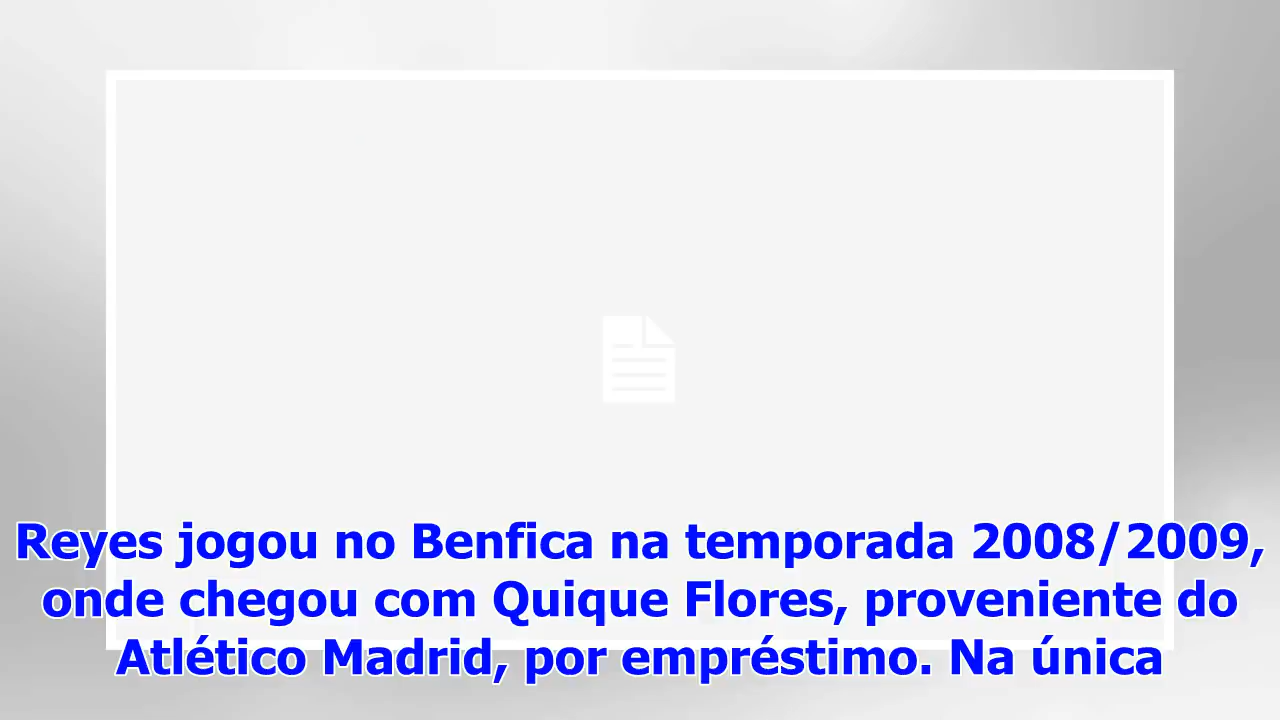 Reyes jogou no Benfica na temporada 2008/2009,
onde chegou com Quique Flores, proveniente do
Atlético Madrid, por empréstimo. Na única